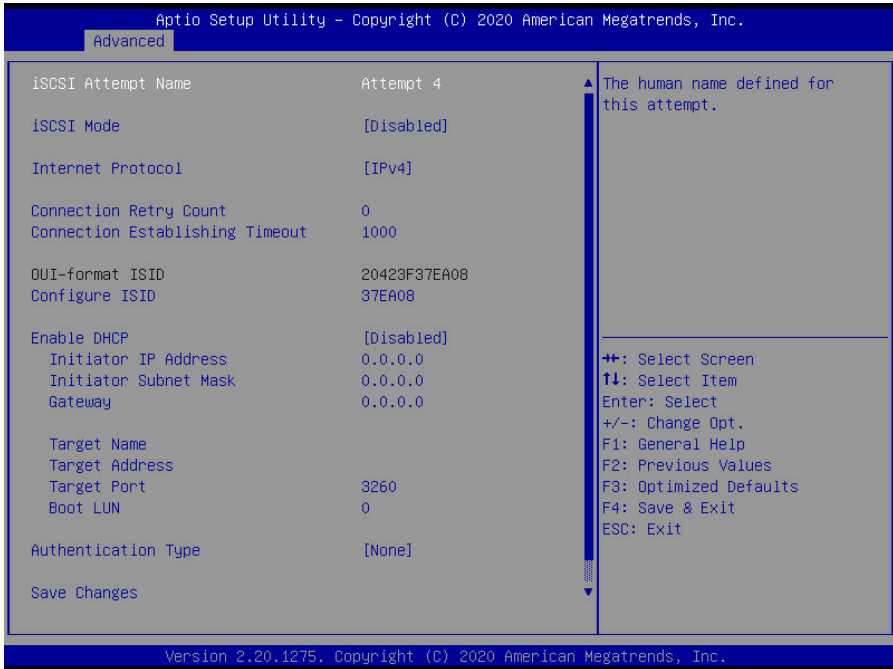 Aptio Setup Utility – Copyright (C) 2020 American Megatrends, Inc.
Advanced
iSCSI Attempt Name Attempt 4
iSCSI Mode [Disabled]
Internet Protocol [IPv4]
Connection Retry Count 0
Connection Establishing Timeout 1000
OUI-format ISID 20423F37EA08
Configure ISID 37EA08
Enable DHCP [Disabled]
Initiator IP Address 0.0.0.0
Initiator Subnet Mask 0.0.0.0
Gateway 0.0.0.0
Target Name
Target Address
Target Port 3260
Boot LUN 0
Authentication Type [None]
Save Changes
The human name defined for
this attempt.
→←: Select Screen
↑↓: Select Item
Enter: Select
+/-: Change Opt.
F1: General Help
F2: Previous Values
F3: Optimized Defaults
F4: Save & Exit
ESC: Exit
Version 2.20.1275. Copyright (C) 2020 American Megatrends, Inc.